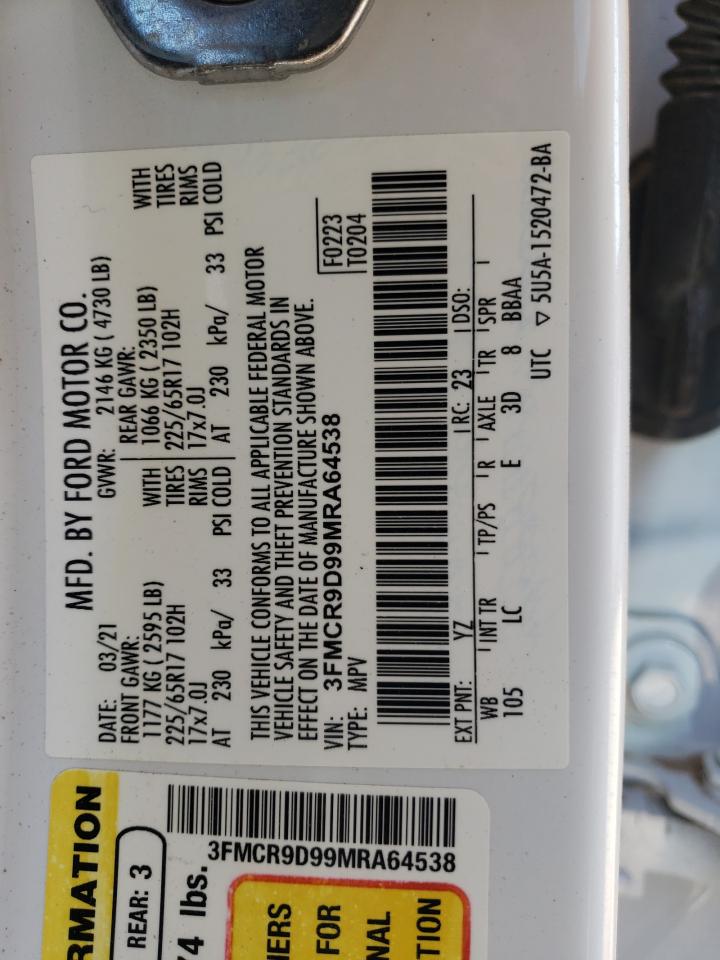 MFD. BY FORD MOTOR CO.
DATE: 03/21 GVWR: 2146 KG ( 4730 LB)
FRONT GAWR: REAR GAWR:
1177 KG ( 2595 LB) WITH 1066 KG ( 2350 LB) WITH
225/65R17 102H TIRES 225/65R17 102H TIRES
17x7.0J RIMS 17x7.0J RIMS
AT 230 kPa/ 33 PSI COLD AT 230 kPa/ 33 PSI COLD
THIS VEHICLE CONFORMS TO ALL APPLICABLE FEDERAL MOTOR
VEHICLE SAFETY AND THEFT PREVENTION STANDARDS IN
EFFECT ON THE DATE OF MANUFACTURE SHOWN ABOVE.
VIN: 3FMCR9D99MRA64538 F0223
TYPE: MPV T0204
EXT PNT: YZ RC: 23 DSO:
WB INT TR TP/PS R AXLE TR SPR
105 LC E 3D 8 BBAA
UTC ▽ 5U5A-1520472-BA
RMATION
REAR: 3
74 lbs.
3FMCR9D99MRA64538
IERS
FOR
NAL
TION